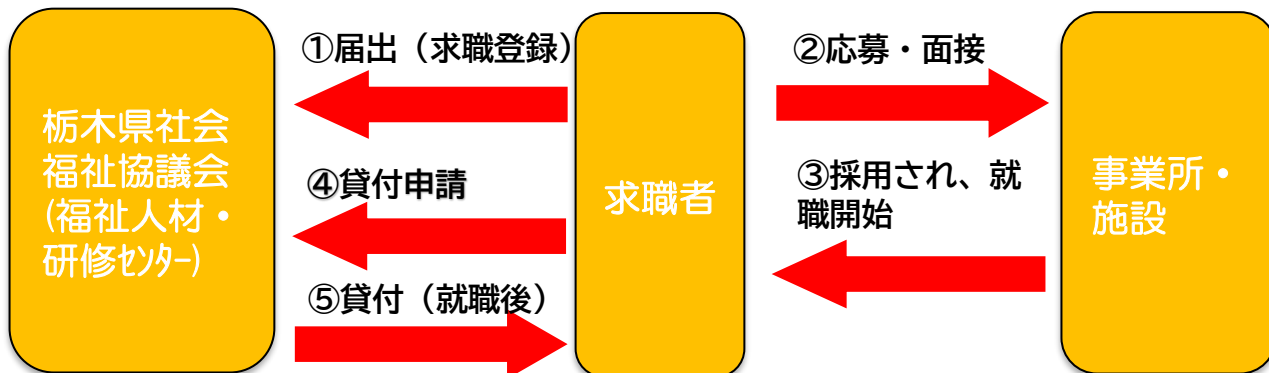 栃木県社会
福祉協議会
(福祉人材・
研修ｾﾝﾀｰ)
①届出（求職登録）
④貸付申請
⑤貸付（就職後）
求職者
②応募・面接
③採用され、就
職開始
事業所・
施設